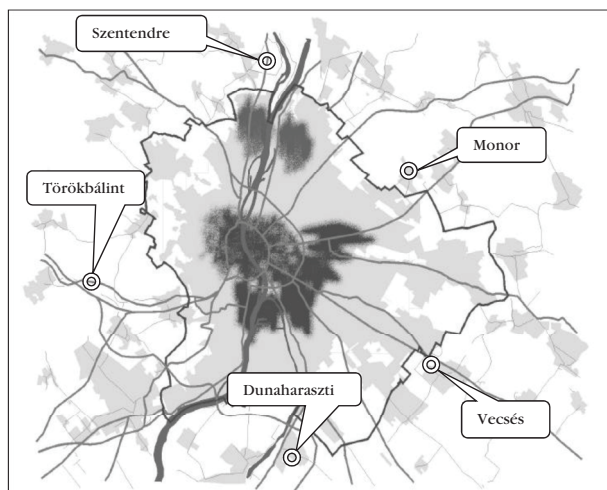 Szentendre
Monor
Törökbálint
Dunaharaszti
Vecsés